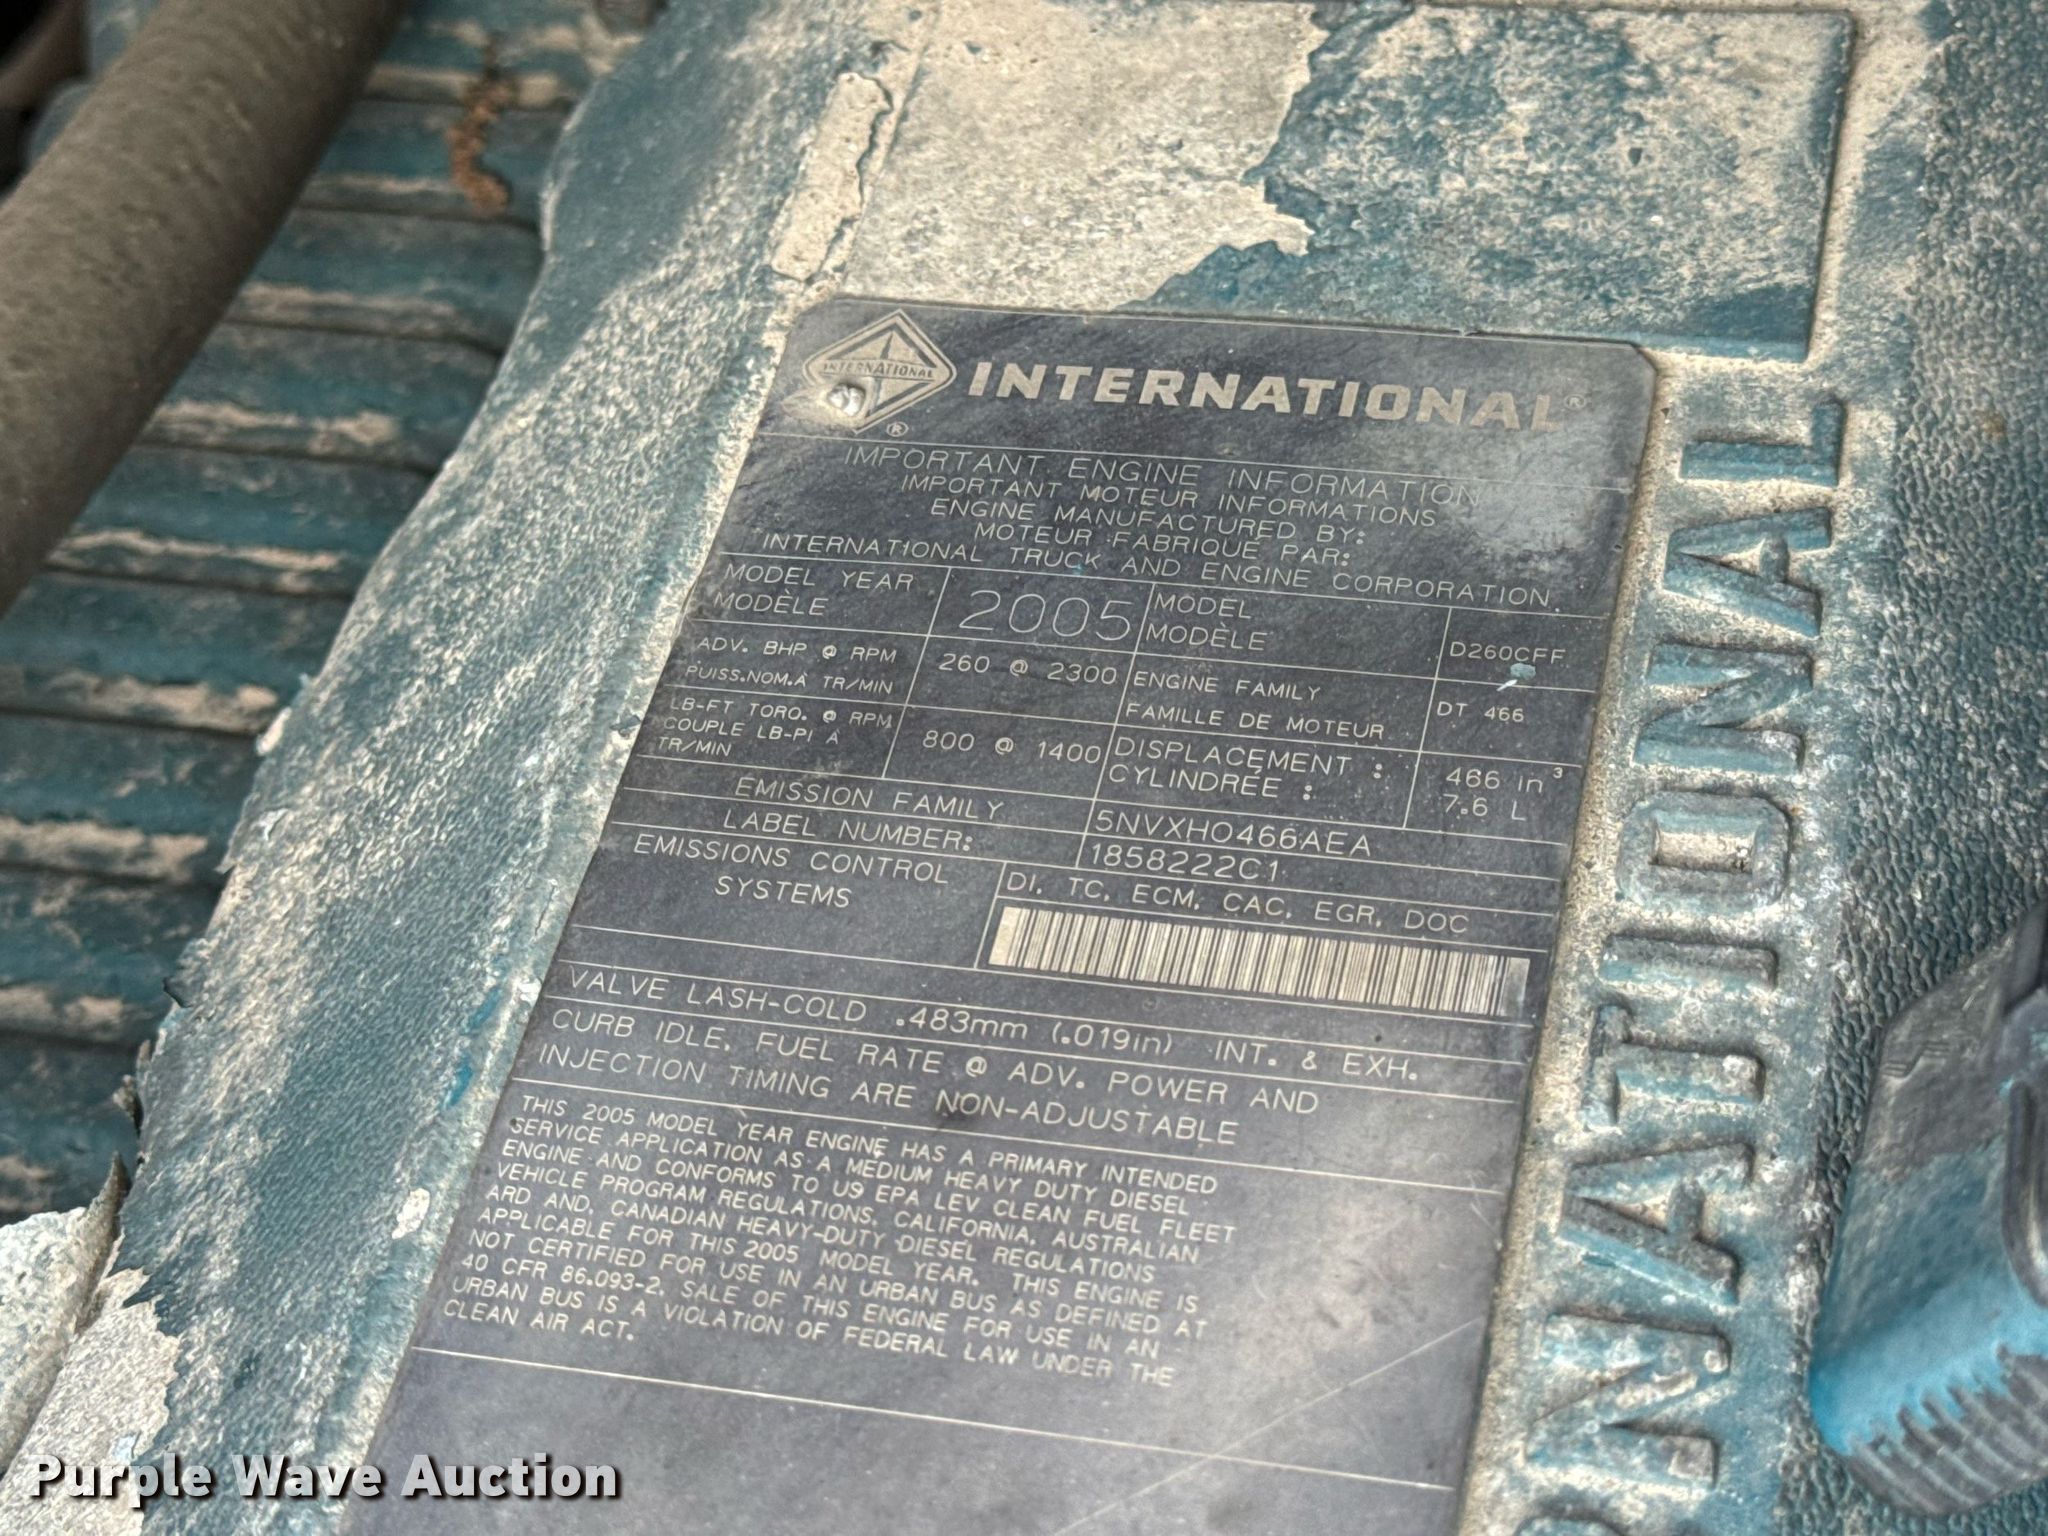 INTERNATIONAL
®
INTERNATIONAL®
IMPORTANT ENGINE INFORMATION
IMPORTANT MOTEUR INFORMATIONS
ENGINE MANUFACTURED BY:
MOTEUR FABRIQUÉ PAR:
INTERNATIONAL TRUCK AND ENGINE CORPORATION.
MODEL YEAR
MODÈLE
2005
MODEL
MODÈLE
D260CFF
ADV. BHP @ RPM
PUISS.NOM.À TR/MIN
260 @ 2300
ENGINE FAMILY
FAMILLE DE MOTEUR
DT 466
LB-FT TORQ. @ RPM
COUPLE LB-PI À
TR/MIN
800 @ 1400
DISPLACEMENT :
CYLINDRÉE :
466 in³
7.6 L
EMISSION FAMILY
5NVXH0466AEA
LABEL NUMBER:
1858222C1
EMISSIONS CONTROL
SYSTEMS
DI, TC, ECM, CAC, EGR, DOC
VALVE LASH-COLD .483mm (.019in) INT. & EXH.
CURB IDLE, FUEL RATE @ ADV. POWER AND
INJECTION TIMING ARE NON-ADJUSTABLE
THIS 2005 MODEL YEAR ENGINE HAS A PRIMARY INTENDED
SERVICE APPLICATION AS A MEDIUM HEAVY DUTY DIESEL
ENGINE AND CONFORMS TO US EPA LEV CLEAN FUEL FLEET
VEHICLE PROGRAM REGULATIONS, CALIFORNIA, AUSTRALIAN
ARD AND, CANADIAN HEAVY-DUTY DIESEL REGULATIONS
APPLICABLE FOR THIS 2005 MODEL YEAR. THIS ENGINE IS
NOT CERTIFIED FOR USE IN AN URBAN BUS AS DEFINED AT
40 CFR 86.093-2. SALE OF THIS ENGINE FOR USE IN AN
URBAN BUS IS A VIOLATION OF FEDERAL LAW UNDER THE
CLEAN AIR ACT.
RNATIONAL
Purple Wave Auction